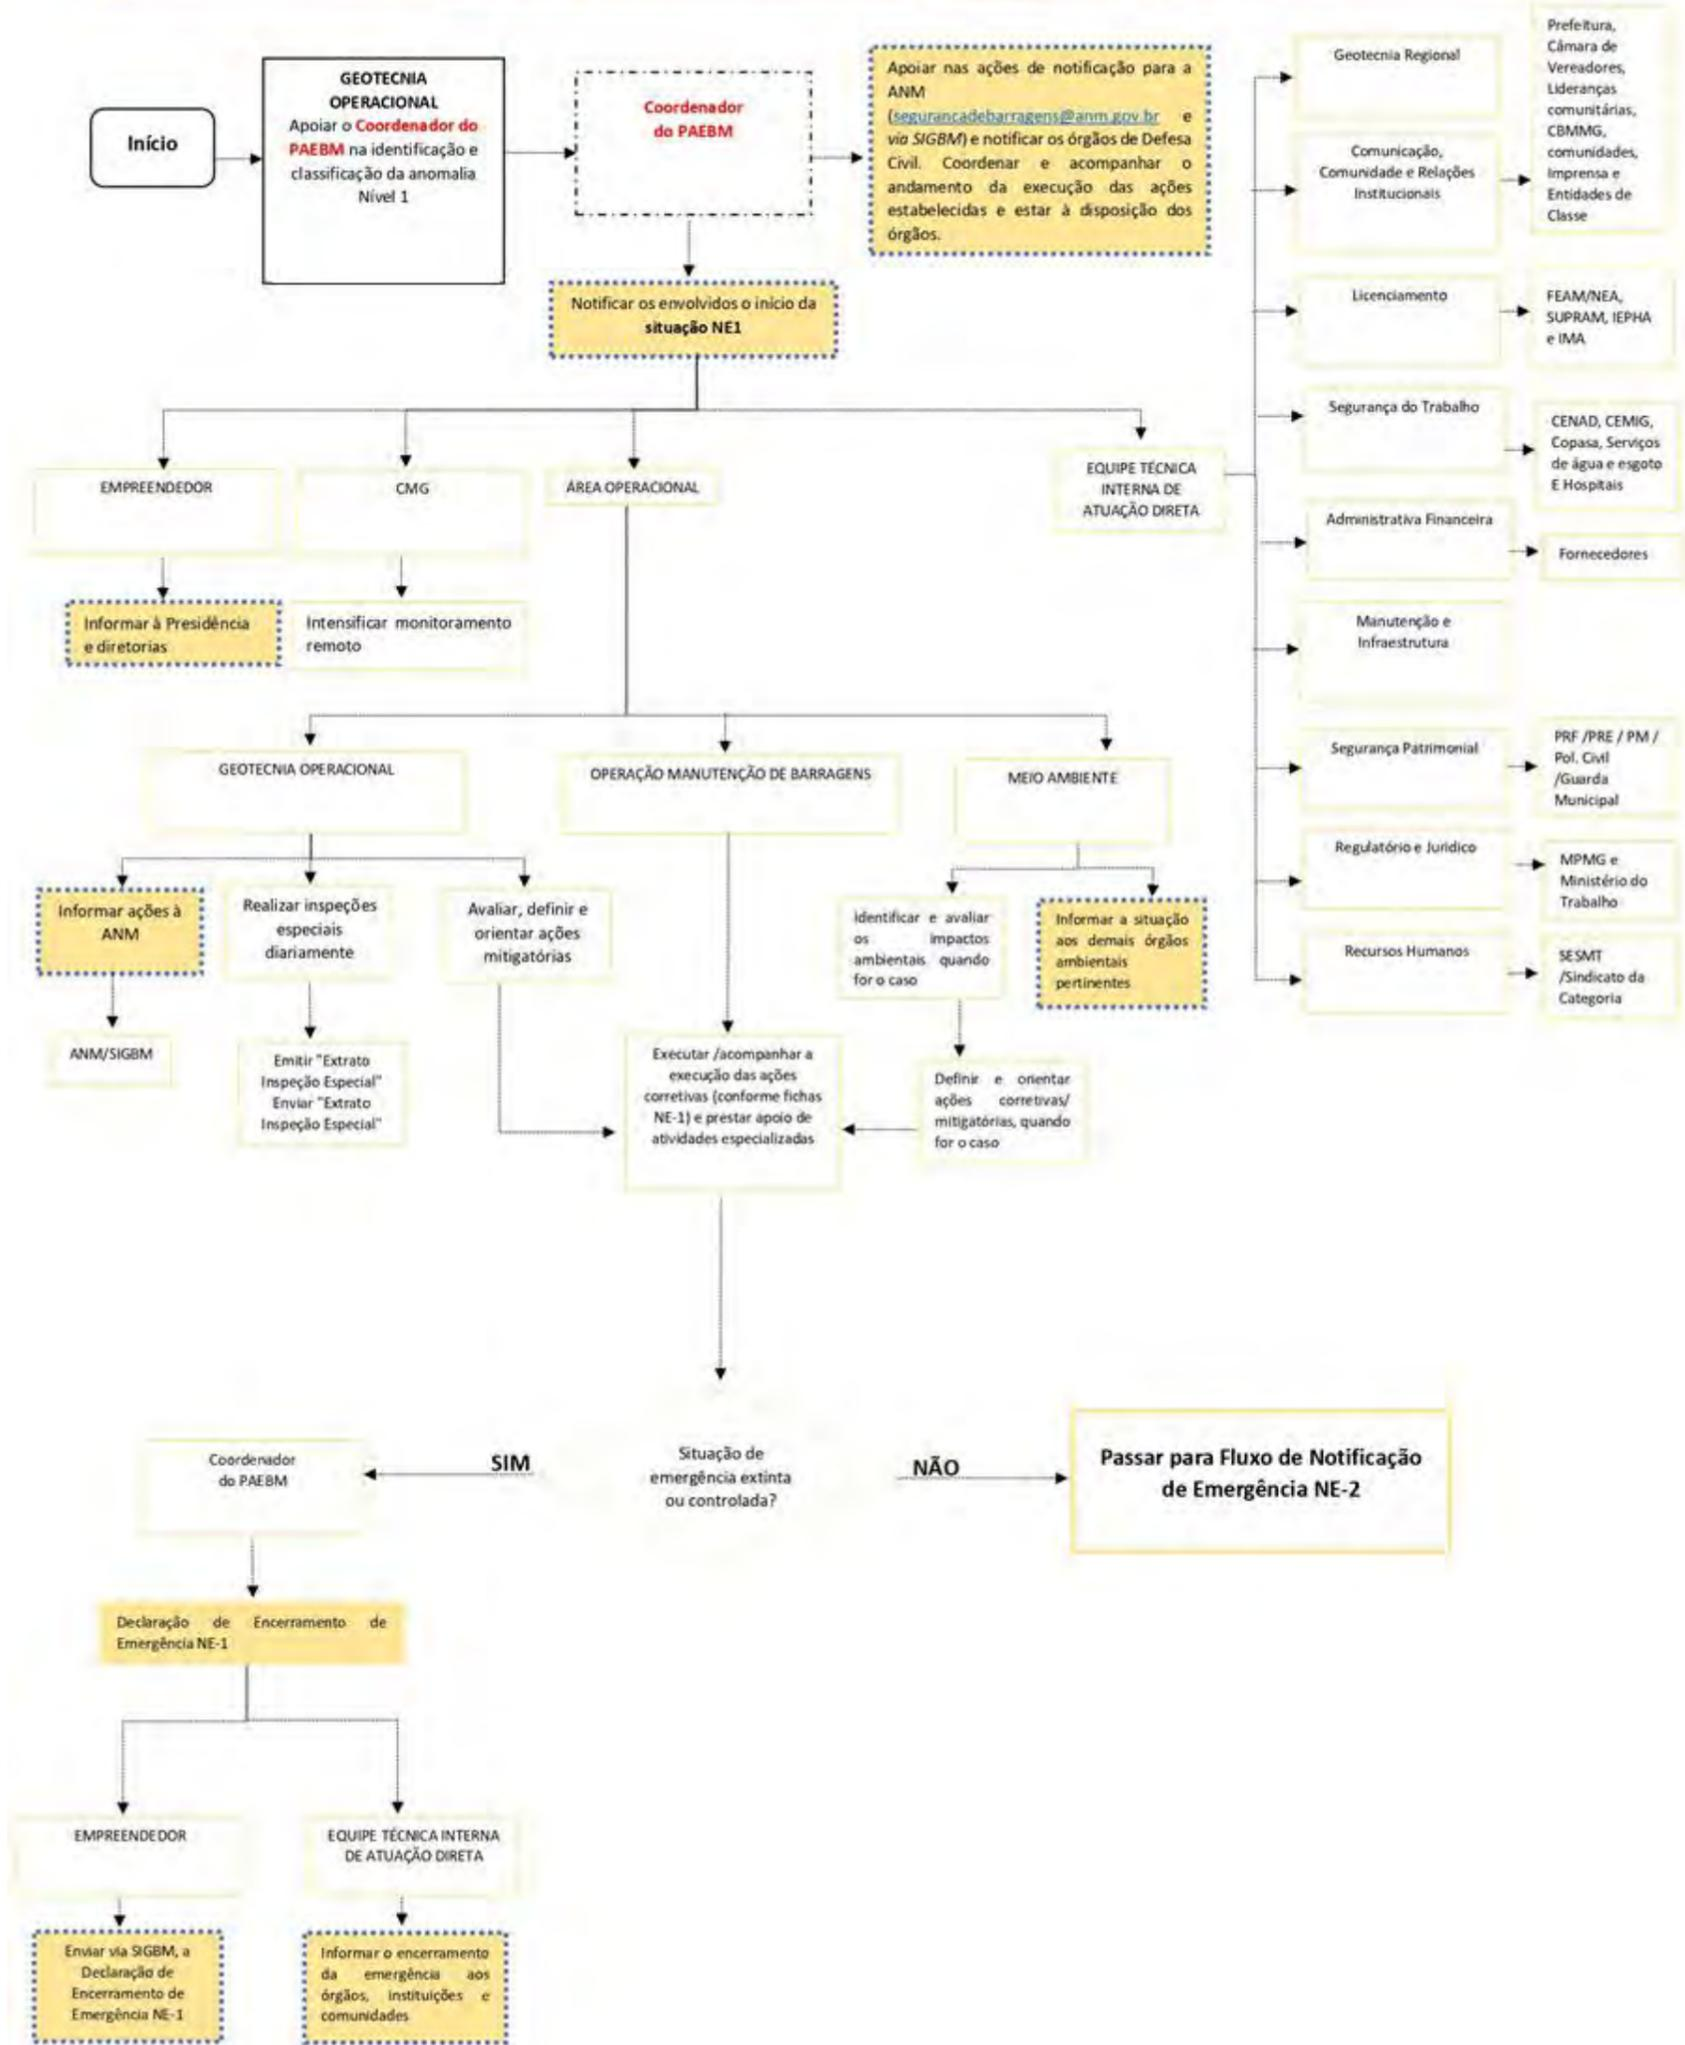 Início
GEOTECNIA
OPERACIONAL
Apoiar o Coordenador do
PAEBM na identificação e
classificação da anomalia
Nível 1
Coordenador
do PAEBM
Apoiar nas ações de notificação para a
ANM
(segurancadebarragens@anm.gov.br e
via SIGBM) e notificar os órgãos de Defesa
Civil. Coordenar e acompanhar o
andamento da execução das ações
estabelecidas e estar à disposição dos
órgãos.
Notificar os envolvidos o início da
situação NE1
EMPREENDEDOR
CMG
ÁREA OPERACIONAL
EQUIPE TÉCNICA
INTERNA DE
ATUAÇÃO DIRETA
Informar à Presidência
e diretorias
Intensificar monitoramento
remoto
Geotecnia Regional
Comunicação,
Comunidade e Relações
Institucionais
Prefeitura,
Câmara de
Vereadores,
Lideranças
comunitárias,
CBMMG,
comunidades,
Imprensa e
Entidades de
Classe
Licenciamento
FEAM/NEA,
SUPRAM, IEPHA
e IMA
Segurança do Trabalho
CENAD, CEMIG,
Copasa, Serviços
de água e esgoto
E Hospitais
Administrativa Financeira
Fornecedores
Manutenção e
Infraestrutura
Segurança Patrimonial
PRF /PRE / PM /
Pol. Civil
/Guarda
Municipal
Regulatório e Jurídico
MPMG e
Ministério do
Trabalho
Recursos Humanos
SESMT
/Sindicato da
Categoria
GEOTECNIA OPERACIONAL
OPERAÇÃO MANUTENÇÃO DE BARRAGENS
MEIO AMBIENTE
Informar ações à
ANM
Realizar inspeções
especiais
diariamente
Avaliar, definir e
orientar ações
mitigatórias
Identificar e avaliar
os impactos
ambientais quando
for o caso
Informar a situação
aos demais órgãos
ambientais
pertinentes
ANM/SIGBM
Emitir "Extrato
Inspeção Especial"
Enviar "Extrato
Inspeção Especial"
Executar /acompanhar a
execução das ações
corretivas (conforme fichas
NE-1) e prestar apoio de
atividades especializadas
Definir e orientar
ações corretivas/
mitigatórias, quando
for o caso
Situação de
emergência extinta
ou controlada?
SIM
NÃO
Coordenador
do PAEBM
Passar para Fluxo de Notificação
de Emergência NE-2
Declaração de Encerramento de
Emergência NE-1
EMPREENDEDOR
EQUIPE TÉCNICA INTERNA
DE ATUAÇÃO DIRETA
Enviar via SIGBM, a
Declaração de
Encerramento de
Emergência NE-1
Informar o encerramento
da emergência aos
órgãos, instituições e
comunidades